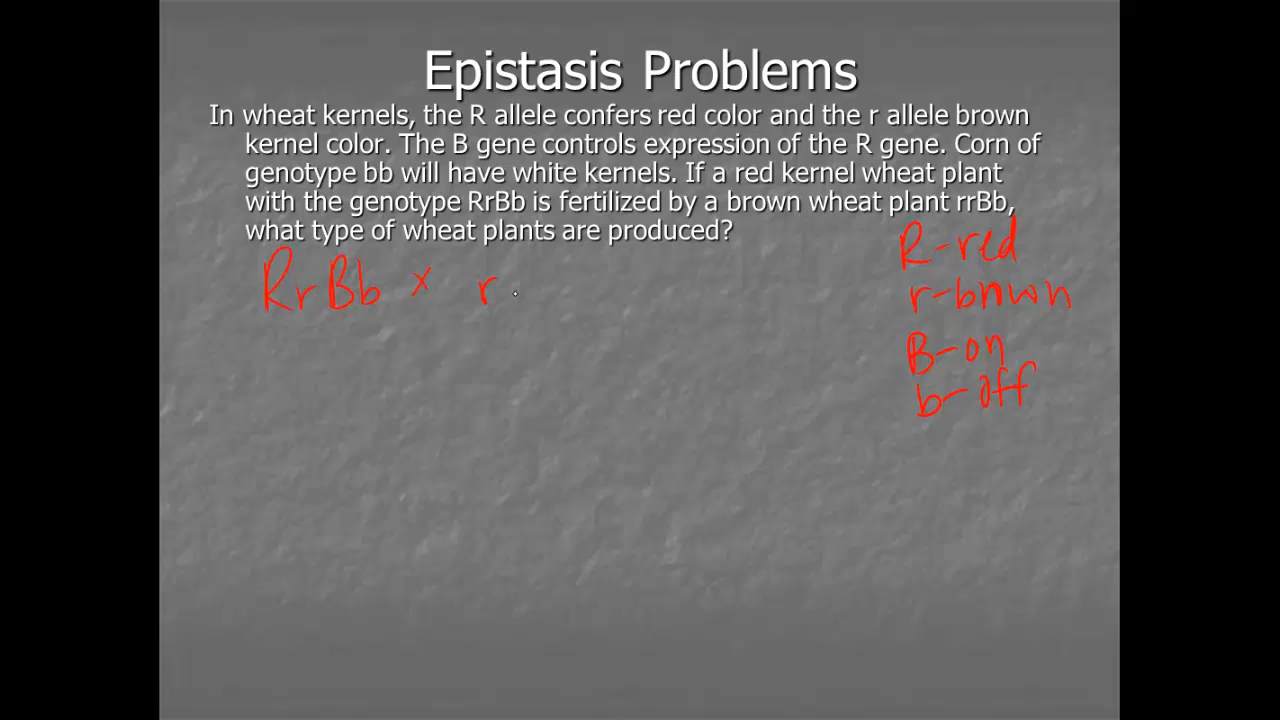 Epistasis Problems
In wheat kernels, the R allele confers red color and the r allele brown
kernel color. The B gene controls expression of the R gene. Corn of
genotype bb will have white kernels. If a red kernel wheat plant
with the genotype RrBb is fertilized by a brown wheat plant rrBb,
what type of wheat plants are produced?
RrBb x r
R-red
r-brown
B-on
b-off